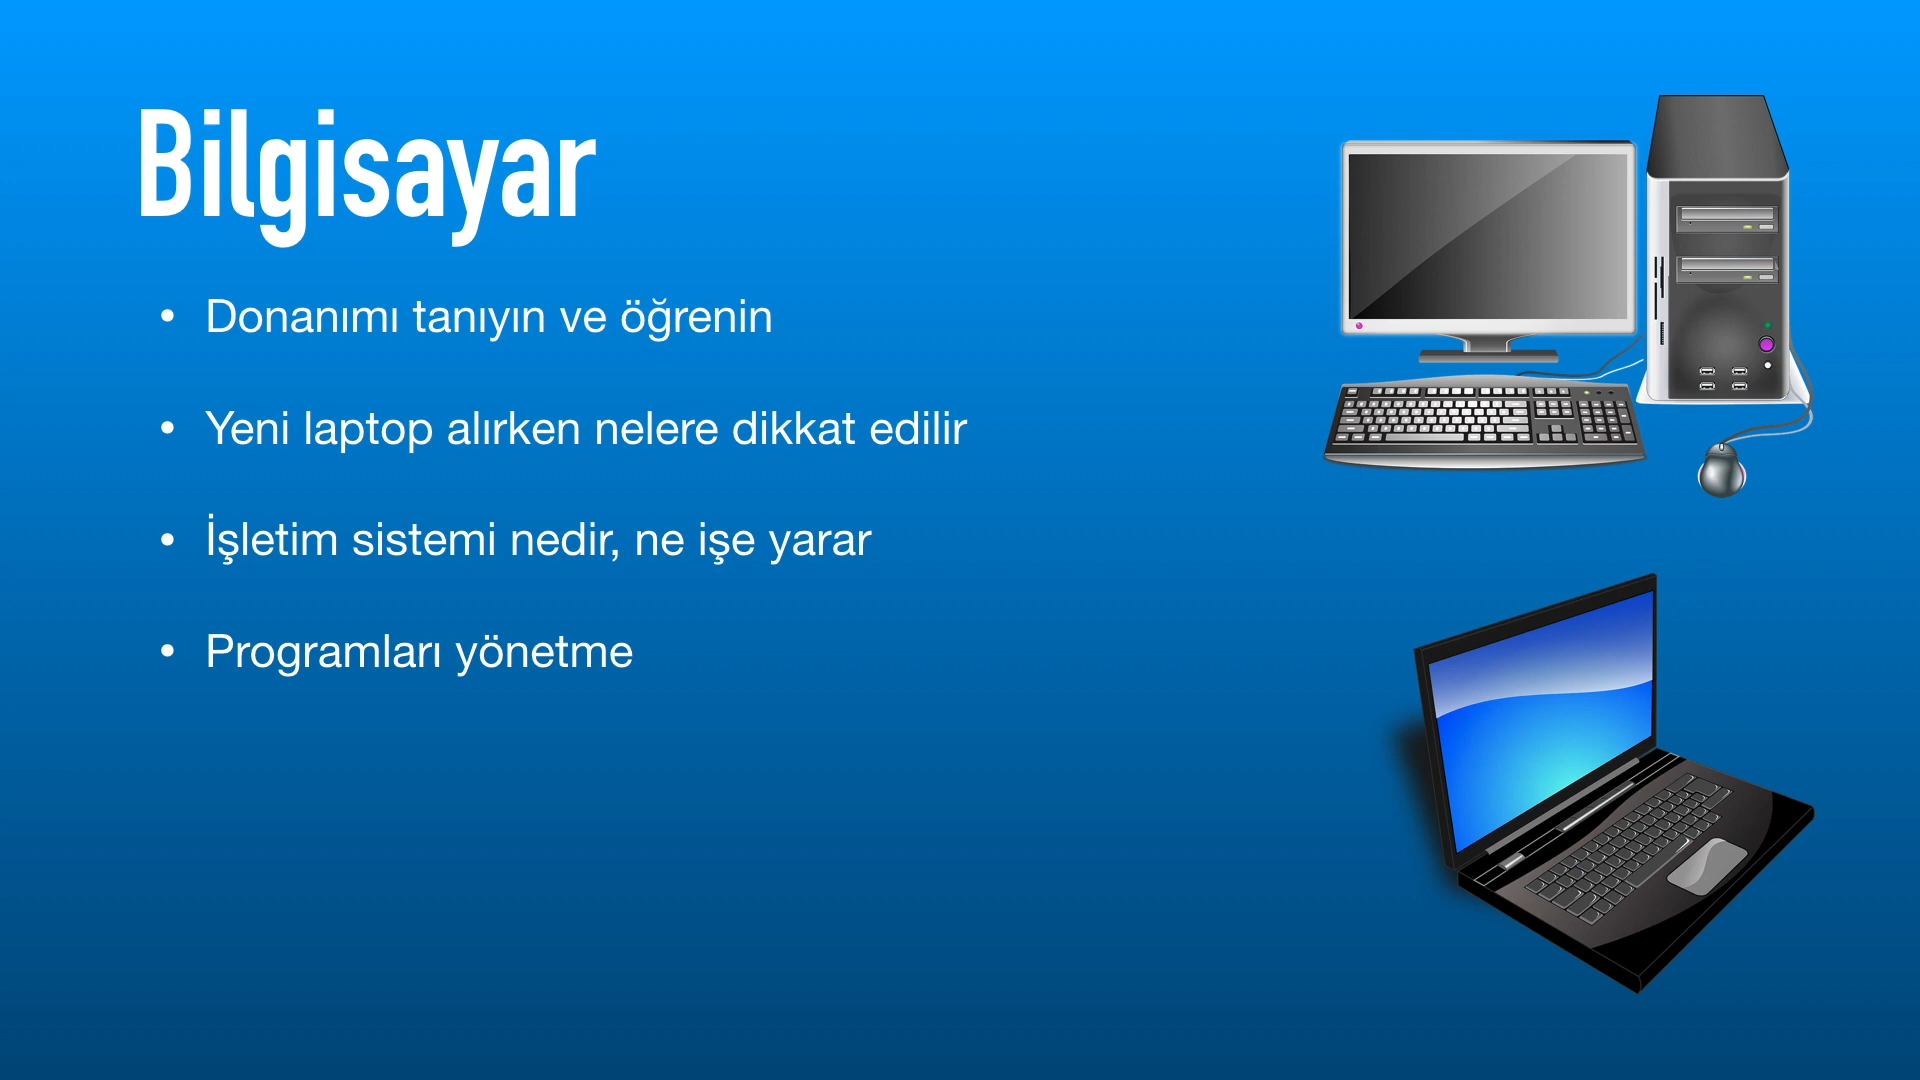 Bilgisayar
• Donanımı tanıyın ve öğrenin
• Yeni laptop alırken nelere dikkat edilir
• İşletim sistemi nedir, ne işe yarar
• Programları yönetme